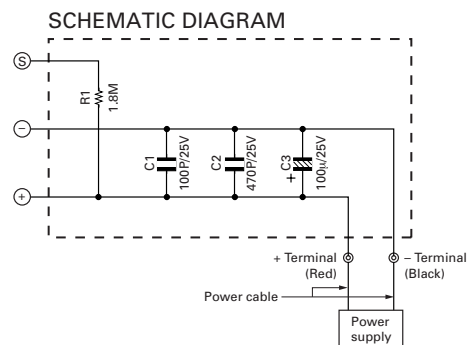 SCHEMATIC DIAGRAM
S
R1
1.8M
−
C1
100P/25V
C2
470P/25V
C3
100µ/25V
+
+
+ Terminal
(Red)
− Terminal
(Black)
Power cable
Power
supply